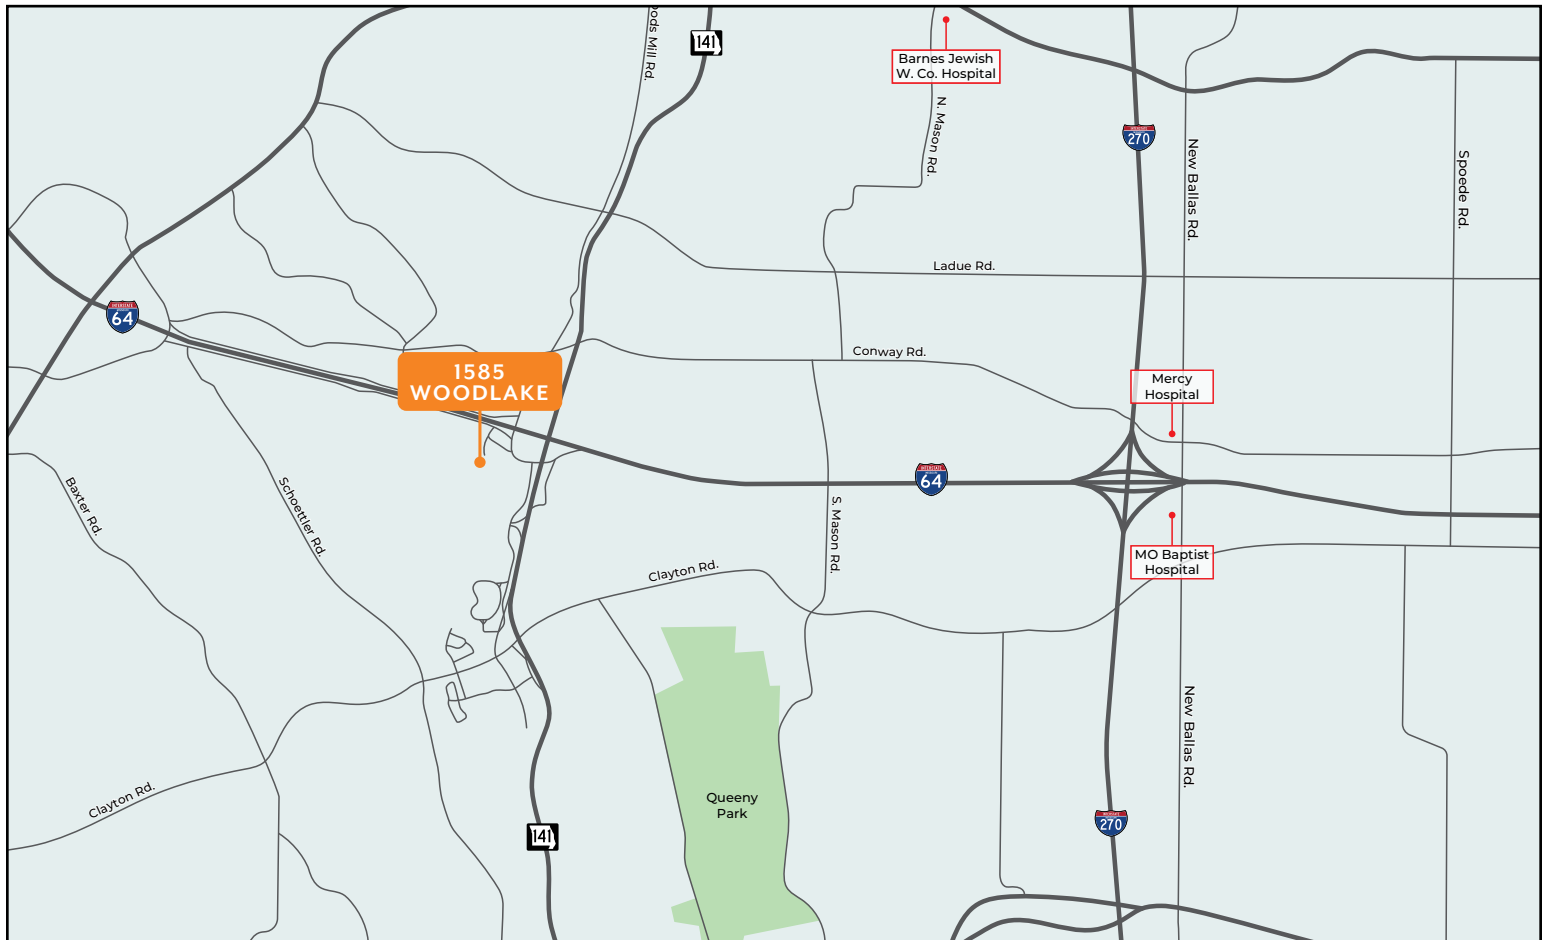 ods Mill Rd.
141
Barnes Jewish
W. Co. Hospital
N. Mason Rd.
270
New Ballas Rd.
Spoede Rd.
Ladue Rd.
64
Conway Rd.
1585
WOODLAKE
Mercy
Hospital
64
Baxter Rd.
Schoettler Rd.
S. Mason Rd.
MO Baptist
Hospital
Clayton Rd.
New Ballas Rd.
Clayton Rd.
Queeny
Park
141
270